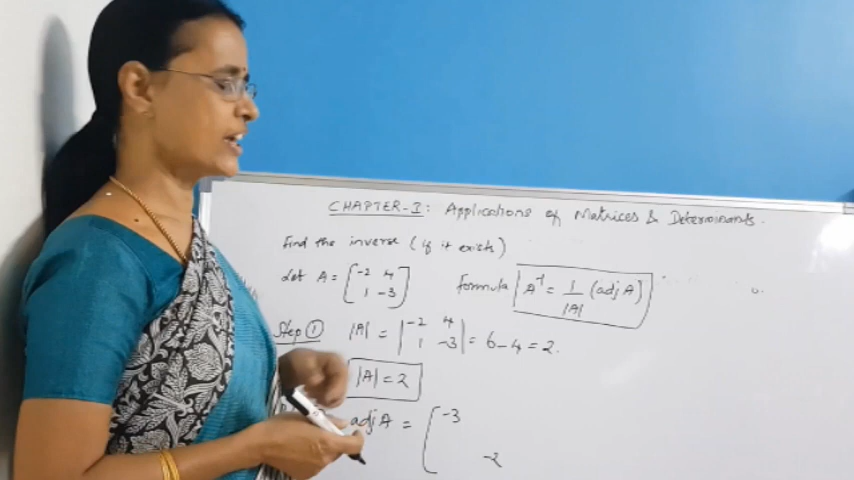 CHAPTER-I: Applications of Matrices & Determinants.
Find the inverse (if it exists)
Let A = [-2 4
1 -3] Formula A⁻¹ = 1/|A| (adj A)
Step ① |A| = |-2 4
1 -3| = 6-4 = 2.
|A| = 2
adj A = [-3
-2